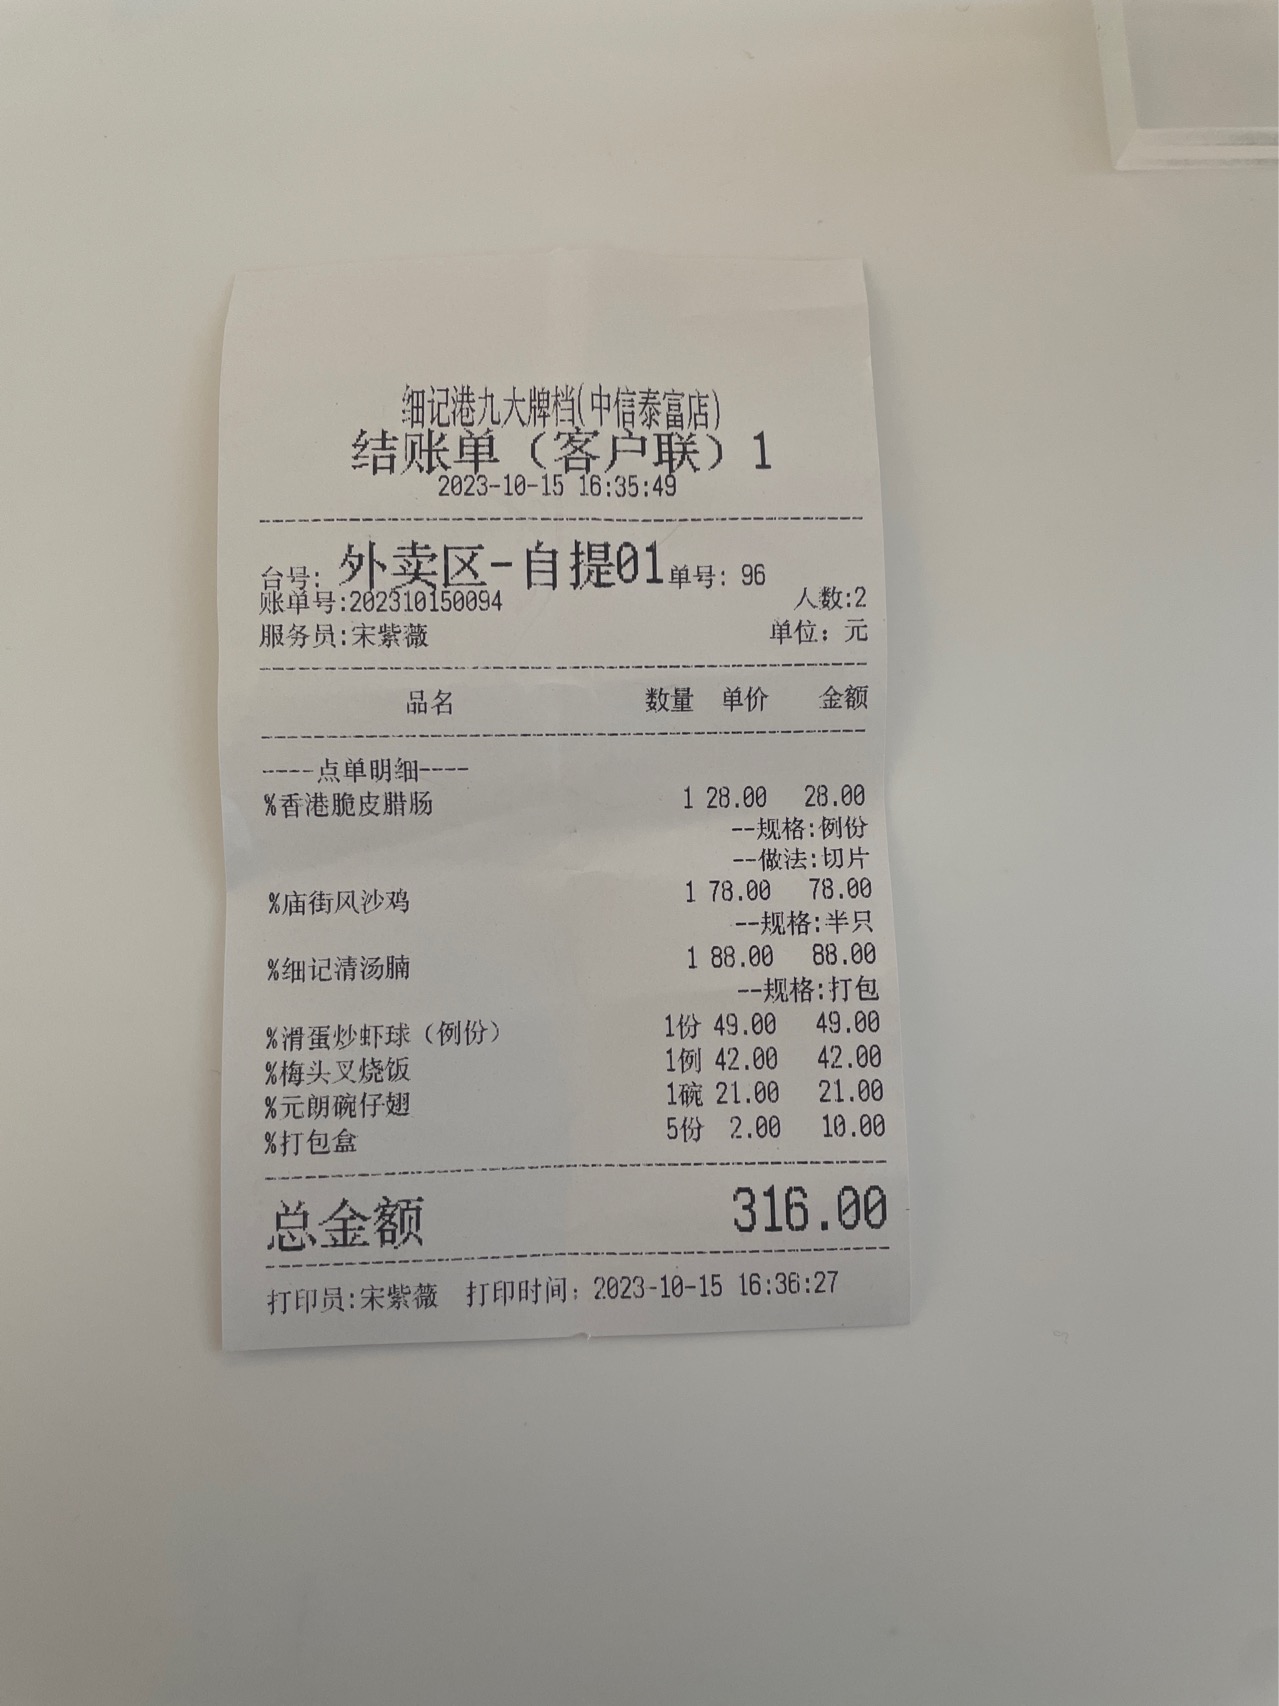 细记港九大牌档(中信泰富店)
结账单（客户联）1
2023-10-15 16:35:49
台号: 外卖区-自提01 单号: 96
账单号:202310150094 人数:2
服务员:宋紫薇 单位：元
品名 数量 单价 金额
----点单明细----
%香港脆皮腊肠 1 28.00 28.00
--规格:例份
--做法:切片
%庙街风沙鸡 1 78.00 78.00
--规格:半只
%细记清汤腩 1 88.00 88.00
--规格:打包
%滑蛋炒虾球（例份） 1份 49.00 49.00
%梅头叉烧饭 1例 42.00 42.00
%元朗碗仔翅 1碗 21.00 21.00
%打包盒 5份 2.00 10.00
总金额 316.00
打印员:宋紫薇 打印时间：2023-10-15 16:36:27